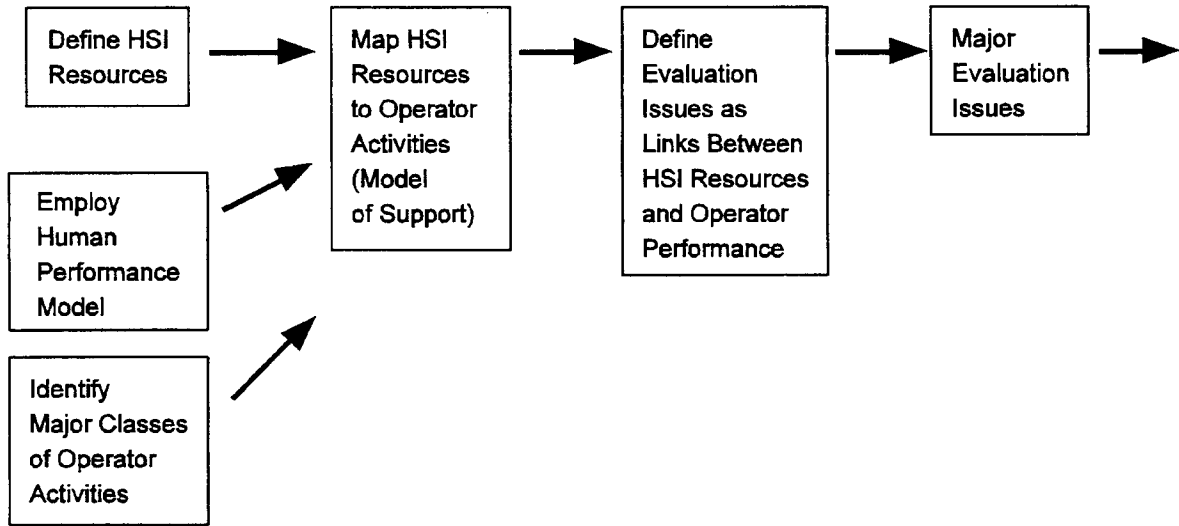 Define HSI
Resources
Map HSI
Resources
to Operator
Activities
(Model
of Support)
Define
Evaluation
Issues as
Links Between
HSI Resources
and Operator
Performance
Major
Evaluation
Issues
Employ
Human
Performance
Model
Identify
Major Classes
of Operator
Activities